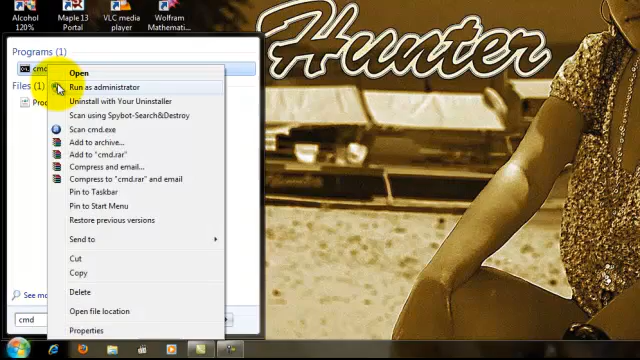 Alcohol 120%
Maple 13 Portal
VLC media player
Wolfram Mathemati...
Hunter
Programs (1)
cmd
Open
Run as administrator
Files (1)
Uninstall with Your Uninstaller
Scan using Spybot-Search&Destroy
Scan cmd.exe
Add to archive...
Add to "cmd.rar"
Compress and email...
Compress to "cmd.rar" and email
Pin to Taskbar
Pin to Start Menu
Restore previous versions
Send to
Cut
Copy
Delete
See mo
Open file location
cmd
Properties